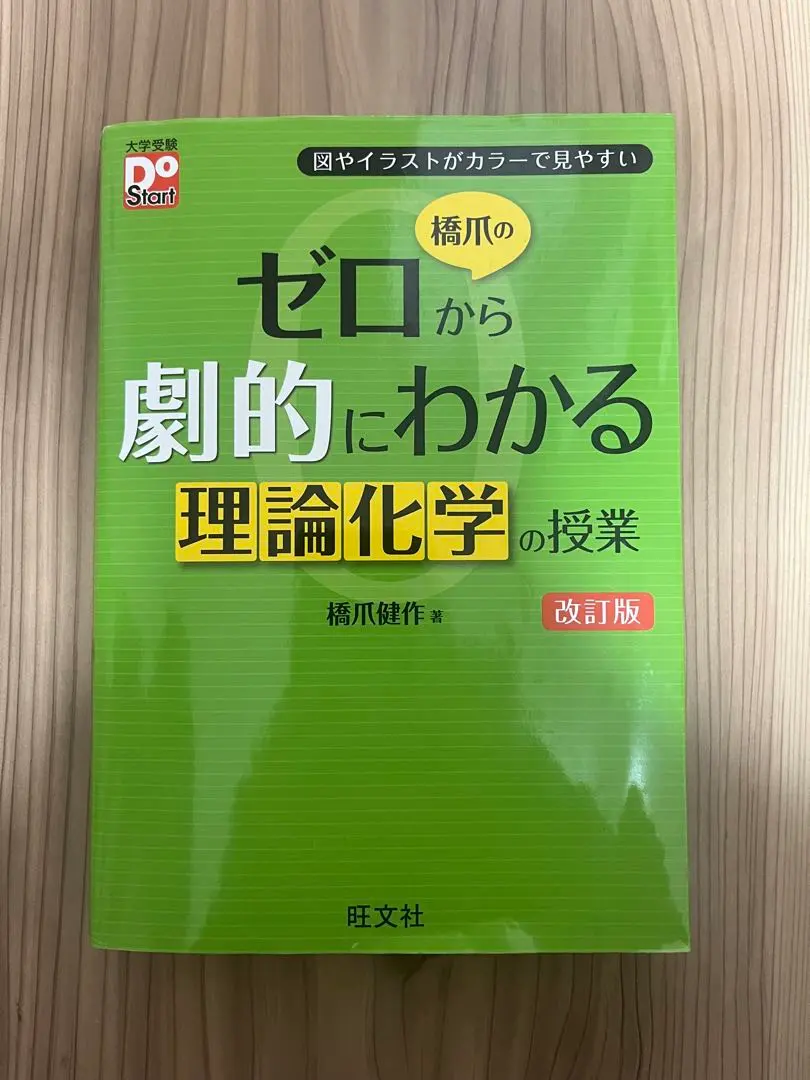 大学受験
Do
Start
図やイラストがカラーで見やすい
橋爪の
ゼロから
劇的にわかる
理論化学の授業
橋爪健作 著
改訂版
旺文社